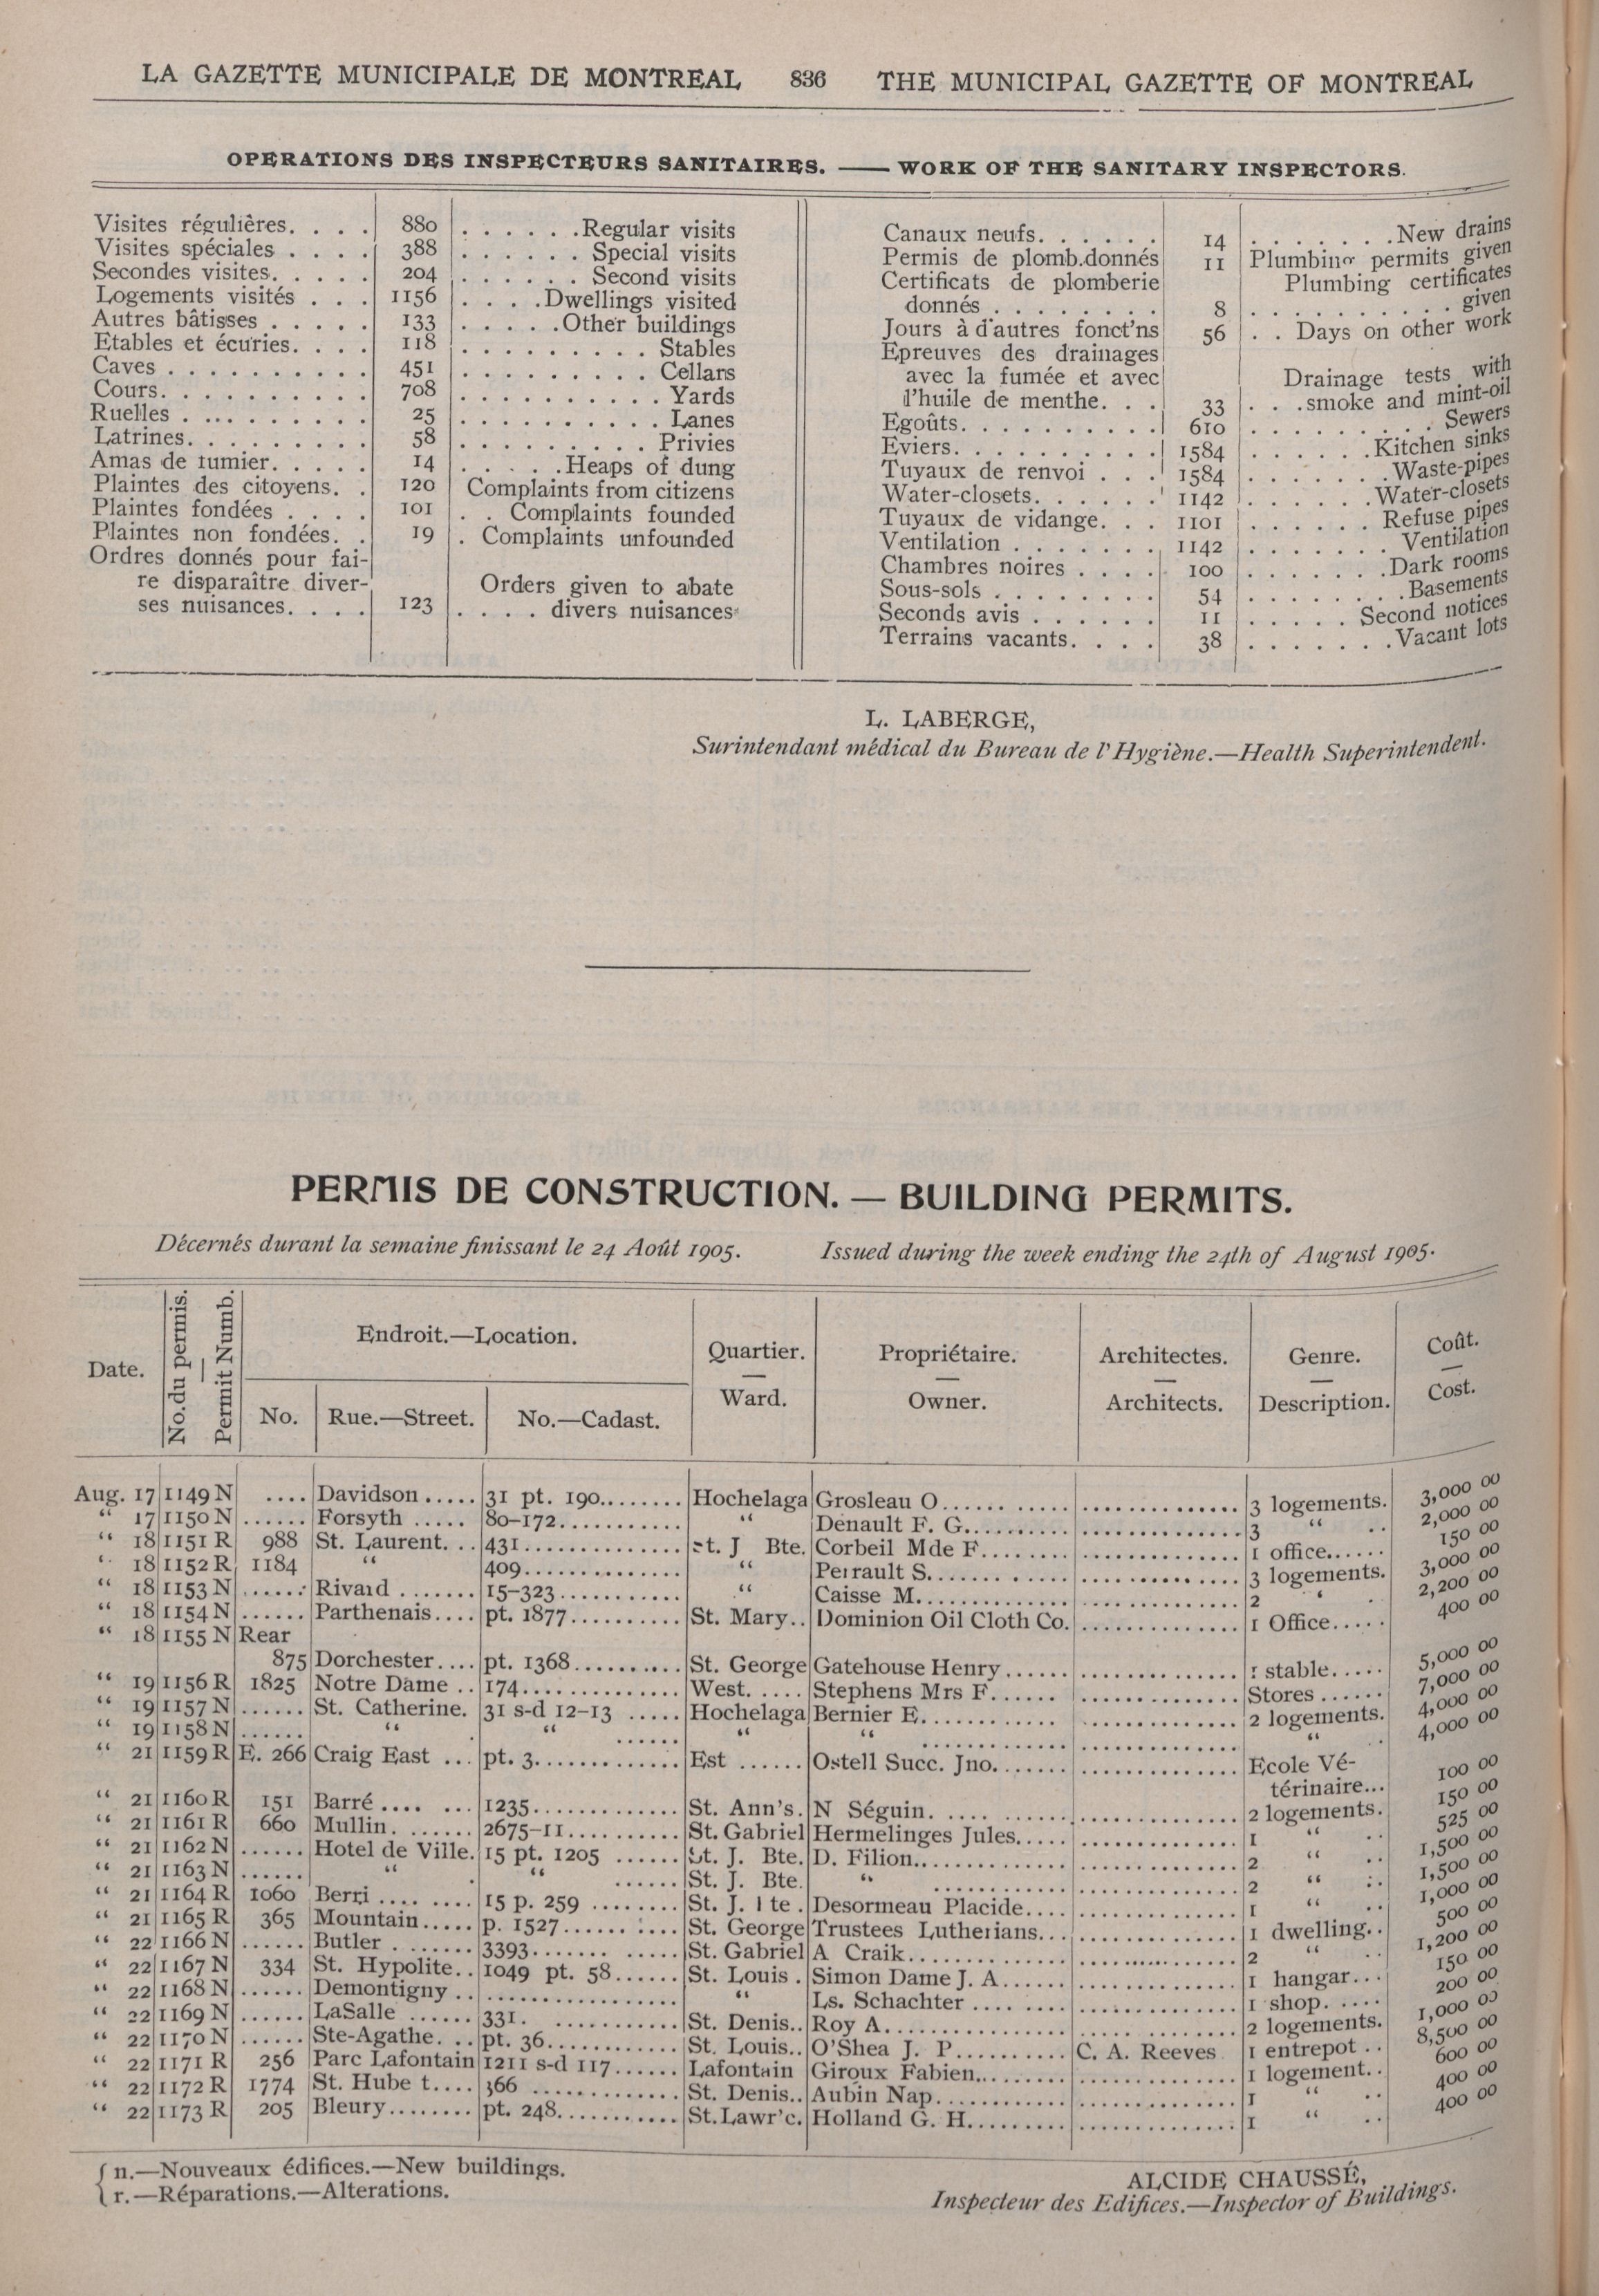 LA GAZETTE MUNICIPALE DE MONTREAL 836 THE MUNICIPAL GAZETTE OF MONTREAL
OPERATIONS DES INSPECTEURS SANITAIRES. —— WORK OF THE SANITARY INSPECTORS.
Visites régulières. . . . 880 . . . . . .Regular visits
Visites spéciales . . . . 388 . . . . . . Special visits
Secondes visites. . . . . 204 . . . . . . Second visits
Logements visités . . . 1156 . . . .Dwellings visited
Autres bâtisses . . . . . 133 . . . . .Other buildings
Etables et écuries. . . . 118 . . . . . . . . . Stables
Caves . . . . . . . . . . 451 . . . . . . . . . Cellars
Cours. . . . . . . . . . 708 . . . . . . . . . . Yards
Ruelles . . . . . . . . . 25 . . . . . . . . . . Lanes
Latrines. . . . . . . . . 58 . . . . . . . . . Privies
Amas de tumier. . . . . 14 . . . . .Heaps of dung
Plaintes des citoyens. . 120 Complaints from citizens
Plaintes fondées . . . . 101 . . Complaints founded
Plaintes non fondées. . 19 . Complaints unfounded
Ordres donnés pour fai-
re disparaître diver- Orders given to abate
ses nuisances. . . . 123 . . . . divers nuisances
Canaux neufs. . . . . . 14 . . . . . . .New drains
Permis de plomb.donnés 11 Plumbing permits given
Certificats de plomberie Plumbing certificates
donnés . . . . . . . . 8 . . . . . . . . . . given
Jours à d'autres fonct'ns 56 . . Days on other work
Epreuves des drainages
avec la fumée et avec Drainage tests with
l'huile de menthe. . . 33 . . .smoke and mint-oil
Egoûts. . . . . . . . . 610 . . . . . . . . . Sewers
Eviers. . . . . . . . . . 1584 . . . . . .Kitchen sinks
Tuyaux de renvoi . . . 1584 . . . . . . .Waste-pipes
Water-closets. . . . . . 1142 . . . . . .Water-closets
Tuyaux de vidange. . . 1101 . . . . . . Refuse pipes
Ventilation . . . . . . . 1142 . . . . . . . Ventilation
Chambres noires . . . . 100 . . . . . . .Dark rooms
Sous-sols . . . . . . . . 54 . . . . . . . .Basements
Seconds avis . . . . . . 11 . . . . . Second notices
Terrains vacants. . . . 38 . . . . . . .Vacant lots
L. LABERGE,
Surintendant médical du Bureau de l'Hygiène.—Health Superintendent.
PERMIS DE CONSTRUCTION. — BUILDING PERMITS.
Décernés durant la semaine finissant le 24 Août 1905. Issued during the week ending the 24th of August 1905.
Date. No. du permis. — Permit Numb. Endroit.—Location. Quartier. — Ward. Propriétaire. — Owner. Architectes. — Architects. Genre. — Description. Coût. — Cost.
No. Rue.—Street. No.—Cadast.
Aug. 17 1149 N .... Davidson..... 31 pt. 190........ Hochelaga Grosleau O........... .............. 3 logements. 3,000 00
“ 17 1150 N ...... Forsyth ..... 80-172........... “ Denault F. G.......... .............. 3 “ .. 2,000 00
“ 18 1151 R 988 St. Laurent. .. 431.............. t. J Bte. Corbeil Mde F........ .............. 1 office...... 150 00
“ 18 1152 R 1184 “ 409.............. “ Perrault S............ .............. 3 logements. 3,000 00
“ 18 1153 N ...... Rivard ....... 15-323........... “ Caisse M............. .............. 2 “ . 2,200 00
“ 18 1154 N ...... Parthenais.... pt. 1877.......... St. Mary.. Dominion Oil Cloth Co. .............. 1 Office..... 400 00
“ 18 1155 N Rear
875 Dorchester.... pt. 1368.......... St. George Gatehouse Henry...... .............. 1 stable..... 5,000 00
“ 19 1156 R 1825 Notre Dame .. 174.............. West. .... Stephens Mrs F...... .............. Stores ...... 7,000 00
“ 19 1157 N ...... St. Catherine. 31 s-d 12-13 ..... Hochelaga Bernier E............ .............. 2 logements. 4,000 00
“ 19 1158 N ...... “ “ ...... “ “ ............ .............. “ . 4,000 00
“ 21 1159 R E. 266 Craig East ... pt. 3............. Est ...... Ostell Succ. Jno....... .............. Ecole Vé-
térinaire... 100 00
“ 21 1160 R 151 Barré.... ... 1235............. St. Ann's. N Séguin. .... ...... .............. 2 logements. 150 00
“ 21 1161 R 660 Mullin. ....... 2675-11.......... St. Gabriel Hermelinges Jules..... .............. 1 “ .. 525 00
“ 21 1162 N ...... Hotel de Ville. 15 pt. 1205 ...... St. J. Bte. D. Filion............. .............. 2 “ .. 1,500 00
“ 21 1163 N ...... “ “ ...... St. J. Bte. “ ............ .............. 2 “ .. 1,500 00
“ 21 1164 R 1060 Berri .... .... 15 p. 259 ........ St. J. te. Desormeau Placide.... .............. 1 “ 1,000 00
“ 21 1165 R 365 Mountain..... p. 1527.......... St. George Trustees Lutherians... .............. 1 dwelling.. 500 00
“ 22 1166 N ...... Butler ........ 3393....... ..... St. Gabriel A Craik.............. .............. 2 “ .. 1,200 00
“ 22 1167 N 334 St. Hypolite.. 1049 pt. 58...... St. Louis . Simon Dame J. A...... .............. 1 hangar... 150 00
“ 22 1168 N ...... Demontigny .. ................. “ Ls. Schachter .... .... .............. 1 shop. .... 200 00
“ 22 1169 N ...... LaSalle ...... 331. ........... St. Denis.. Roy A............... .............. 2 logements. 1,000 00
“ 22 1170 N ...... Ste-Agathe. .. pt. 36............ St. Louis.. O'Shea J. P.......... C. A. Reeves 1 entrepot .. 8,500 00
“ 22 1171 R 256 Parc Lafontain 1211 s-d 117...... Lafontain Giroux Fabien........ .............. 1 logement.. 600 00
“ 22 1172 R 1774 St. Hube t.... 366 ............. St. Denis.. Aubin Nap............ .............. 1 “ .. 400 00
“ 22 1173 R 205 Bleury........ pt. 248........... St.Lawr'c. Holland G. H......... .............. 1 “ .. 400 00
{ n.—Nouveaux édifices.—New buildings.
r.—Réparations.—Alterations.
ALCIDE CHAUSSÉ,
Inspecteur des Edifices.—Inspector of Buildings.